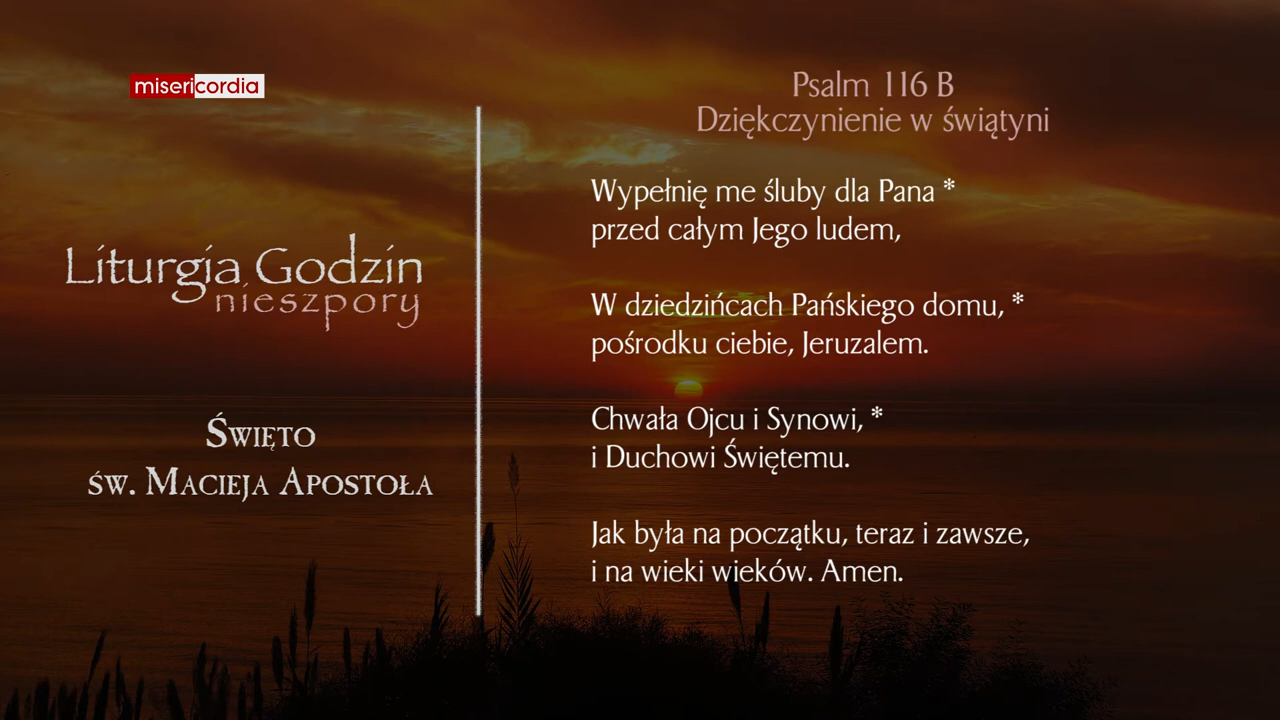 misericordia
Liturgia Godzin
nieszpory
Święto
św. Macieja Apostoła
Psalm 116 B
Dziękczynienie w świątyni
Wypełnię me śluby dla Pana *
przed całym Jego ludem,
W dziedzińcach Pańskiego domu, *
pośrodku ciebie, Jeruzalem.
Chwała Ojcu i Synowi, *
i Duchowi Świętemu.
Jak była na początku, teraz i zawsze,
i na wieki wieków. Amen.